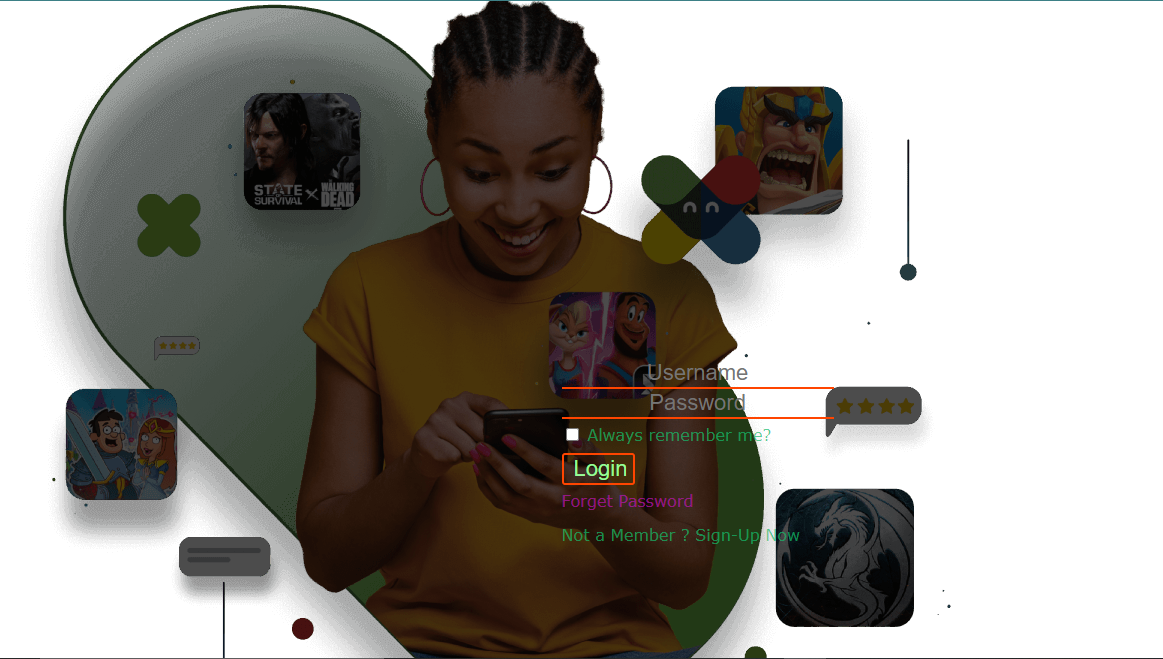 STATE
SURVIVAL
×
THE
WALKING
DEAD
Username
Password
Always remember me?
Login
Forget Password
Not a Member ? Sign-Up Now